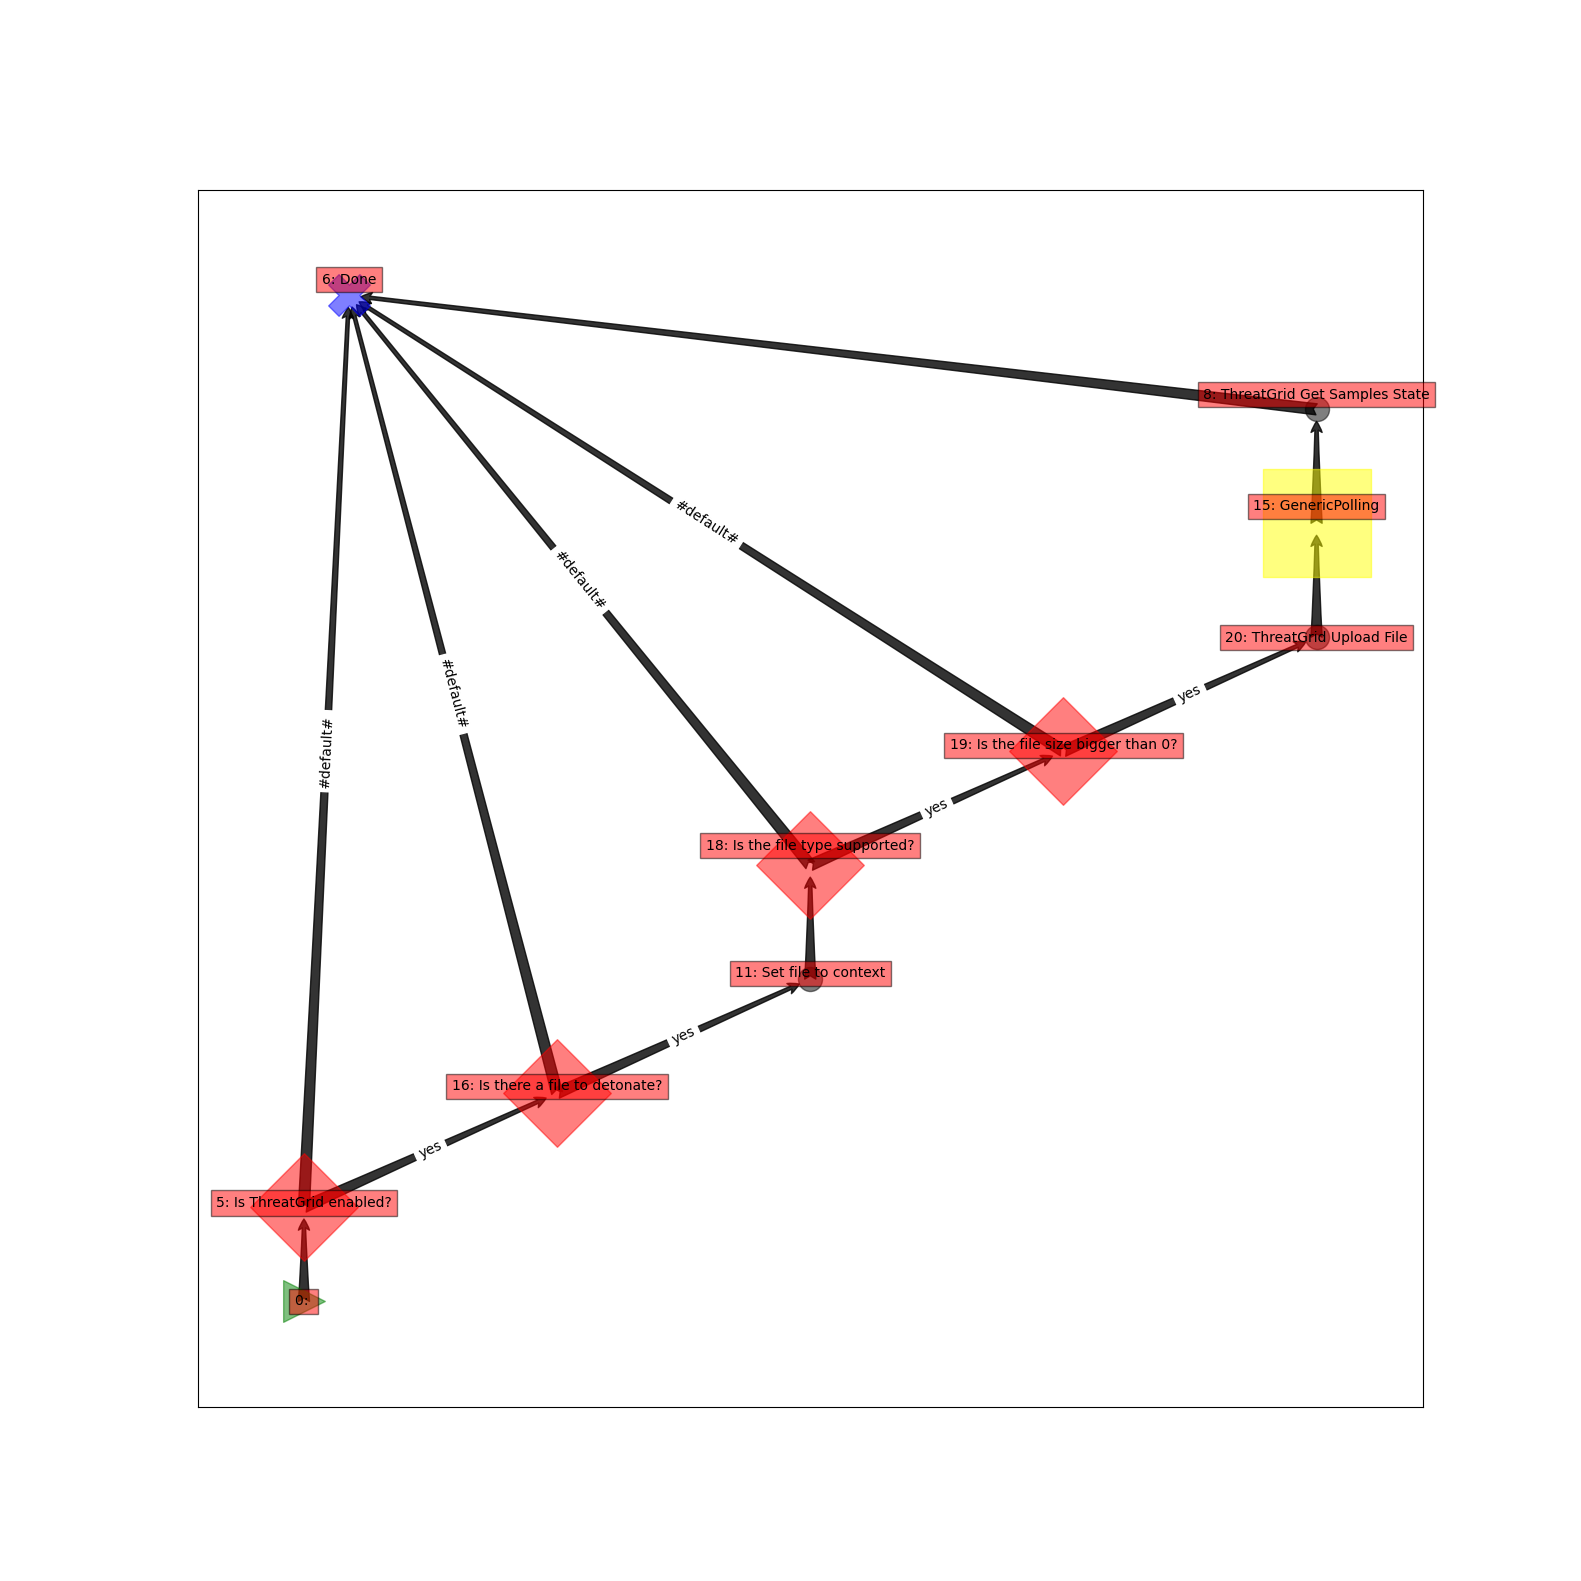 6: Done
8: ThreatGrid Get Samples State
15: GenericPolling
#default#
#default#
20: ThreatGrid Upload File
#default#
yes
#default#
19: Is the file size bigger than 0?
yes
18: Is the file type supported?
11: Set file to context
yes
16: Is there a file to detonate?
yes
5: Is ThreatGrid enabled?
0: